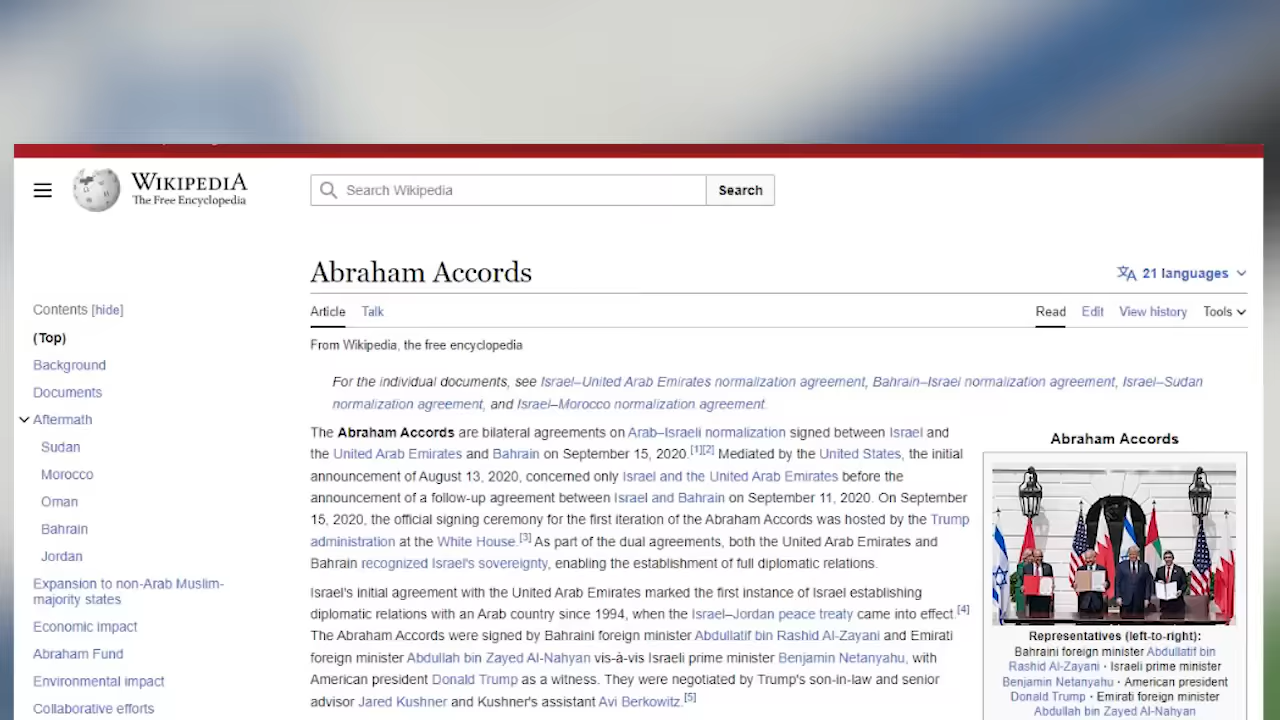 WIKIPEDIA
The Free Encyclopedia
Search Wikipedia
Search
Abraham Accords
21 languages
Contents [hide]
(Top)
Background
Documents
Aftermath
Sudan
Morocco
Oman
Bahrain
Jordan
Expansion to non-Arab Muslim-
majority states
Economic impact
Abraham Fund
Environmental impact
Collaborative efforts
Article Talk
Read Edit View history Tools
From Wikipedia, the free encyclopedia
For the individual documents, see Israel–United Arab Emirates normalization agreement, Bahrain–Israel normalization agreement, Israel–Sudan
normalization agreement, and Israel–Morocco normalization agreement.
The Abraham Accords are bilateral agreements on Arab–Israeli normalization signed between Israel and
the United Arab Emirates and Bahrain on September 15, 2020.[1][2] Mediated by the United States, the initial
announcement of August 13, 2020, concerned only Israel and the United Arab Emirates before the
announcement of a follow-up agreement between Israel and Bahrain on September 11, 2020. On September
15, 2020, the official signing ceremony for the first iteration of the Abraham Accords was hosted by the Trump
administration at the White House.[3] As part of the dual agreements, both the United Arab Emirates and
Bahrain recognized Israel's sovereignty, enabling the establishment of full diplomatic relations.
Israel's initial agreement with the United Arab Emirates marked the first instance of Israel establishing
diplomatic relations with an Arab country since 1994, when the Israel–Jordan peace treaty came into effect.[4]
The Abraham Accords were signed by Bahraini foreign minister Abdullatif bin Rashid Al-Zayani and Emirati
foreign minister Abdullah bin Zayed Al-Nahyan vis-à-vis Israeli prime minister Benjamin Netanyahu, with
American president Donald Trump as a witness. They were negotiated by Trump's son-in-law and senior
advisor Jared Kushner and Kushner's assistant Avi Berkowitz.[5]
Abraham Accords
Representatives (left-to-right):
Bahraini foreign minister Abdullatif bin
Rashid Al-Zayani · Israeli prime minister
Benjamin Netanyahu · American president
Donald Trump · Emirati foreign minister
Abdullah bin Zayed Al-Nahyan